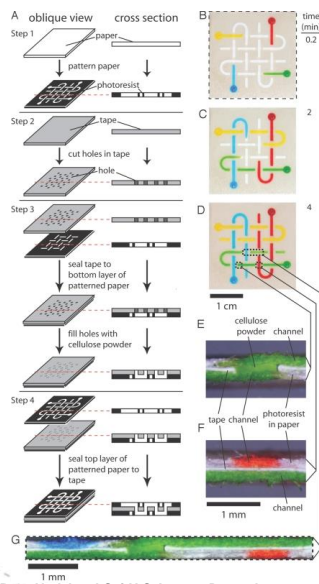 A oblique view cross section
Step 1
paper
pattern paper
photoresist
Step 2
tape
cut holes in tape
hole
Step 3
seal tape to
bottom layer of
patterned paper
fill holes with
cellulose powder
Step 4
seal top layer of
patterned paper to
tape
B
time
(min)
0.2
C
2
D
4
1 cm
E
cellulose
powder
channel
tape
channel
photoresist
in paper
F
channel
1 mm
G
1 mm